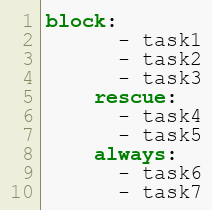 1 block:
2       - task1
3       - task2
4       - task3
5     rescue:
6       - task4
7       - task5
8     always:
9       - task6
10       - task7